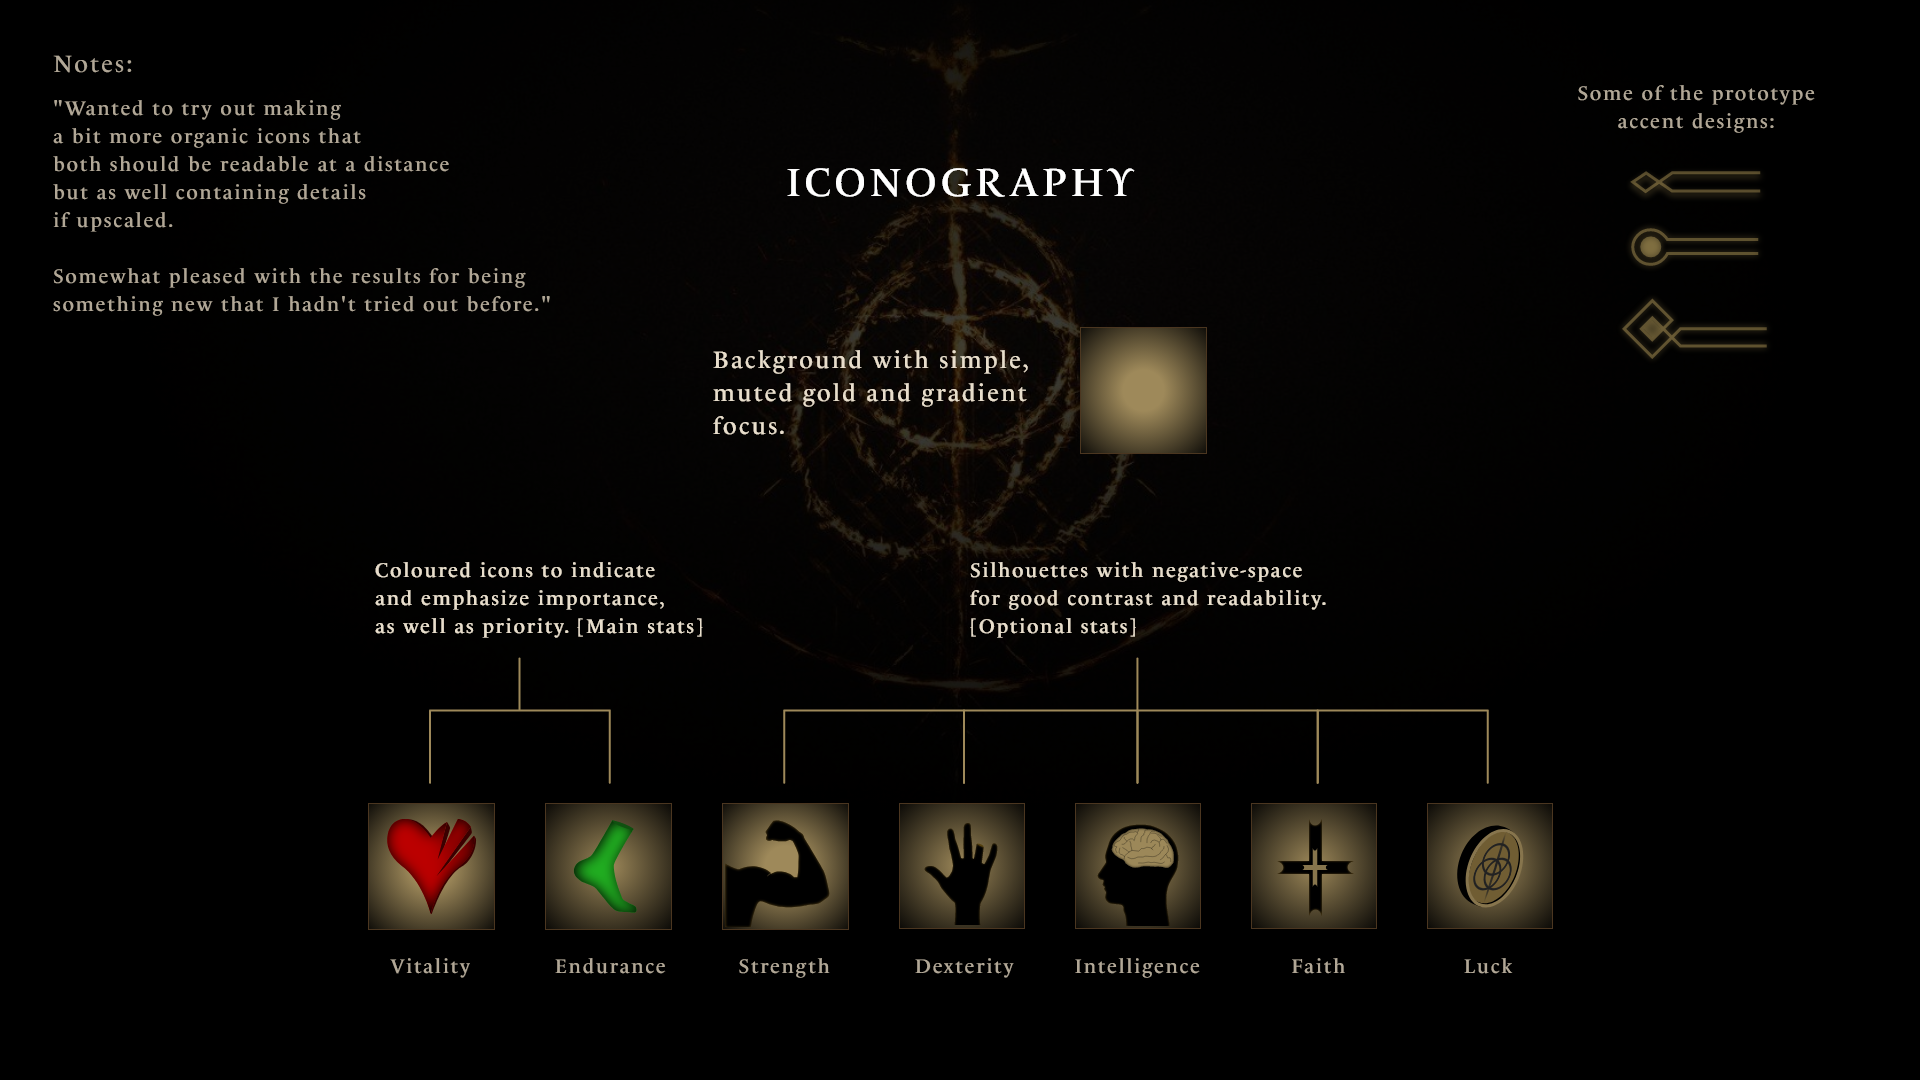 Notes:
"Wanted to try out making
a bit more organic icons that
both should be readable at a distance
but as well containing details
if upscaled.
Somewhat pleased with the results for being
something new that I hadn't tried out before."
Some of the prototype
accent designs:
ICONOGRAPHY
Background with simple,
muted gold and gradient
focus.
Coloured icons to indicate
and emphasize importance,
as well as priority. [Main stats]
Silhouettes with negative-space
for good contrast and readability.
[Optional stats]
Vitality
Endurance
Strength
Dexterity
Intelligence
Faith
Luck